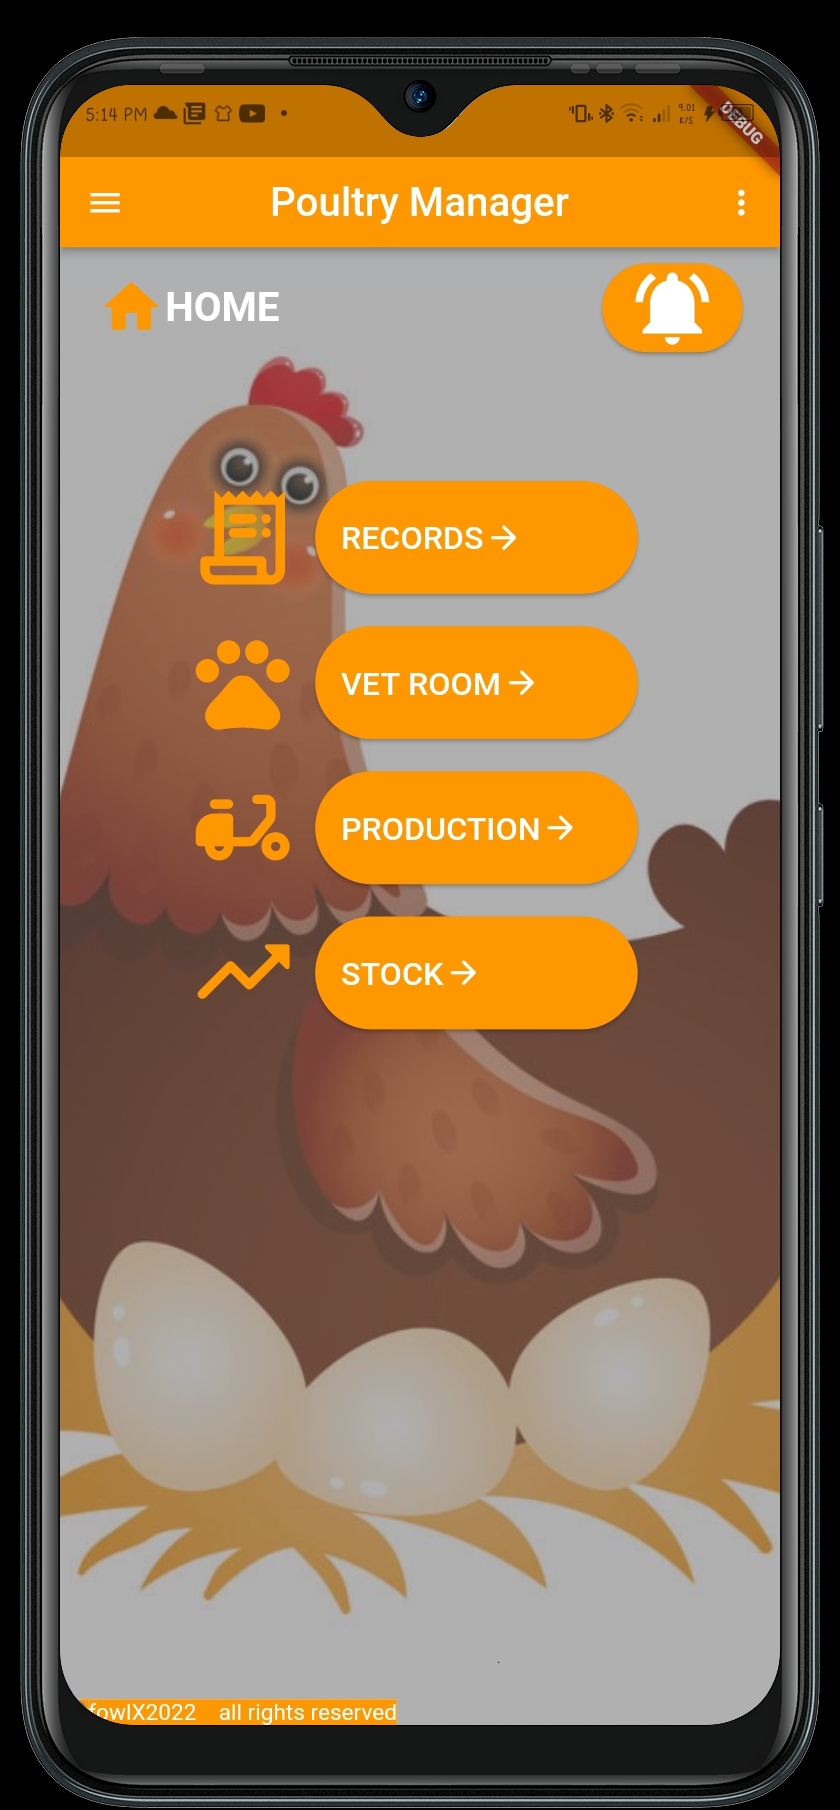 5:14 PM
9.01
K/S
DEBUG
Poultry Manager
HOME
RECORDS
VET ROOM
PRODUCTION
STOCK
fowlX2022 all rights reserved